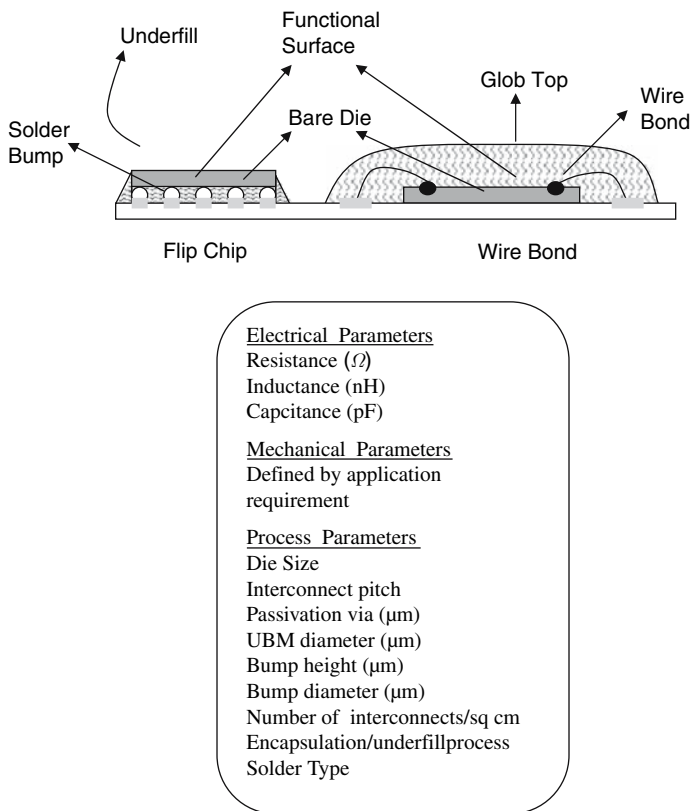 Underfill
Functional
Surface
Glob Top
Wire
Bond
Solder
Bump
Bare Die
Flip Chip
Wire Bond
Electrical Parameters
Resistance (Ω)
Inductance (nH)
Capcitance (pF)
Mechanical Parameters
Defined by application
requirement
Process Parameters
Die Size
Interconnect pitch
Passivation via (μm)
UBM diameter (μm)
Bump height (μm)
Bump diameter (μm)
Number of interconnects/sq cm
Encapsulation/underfillprocess
Solder Type